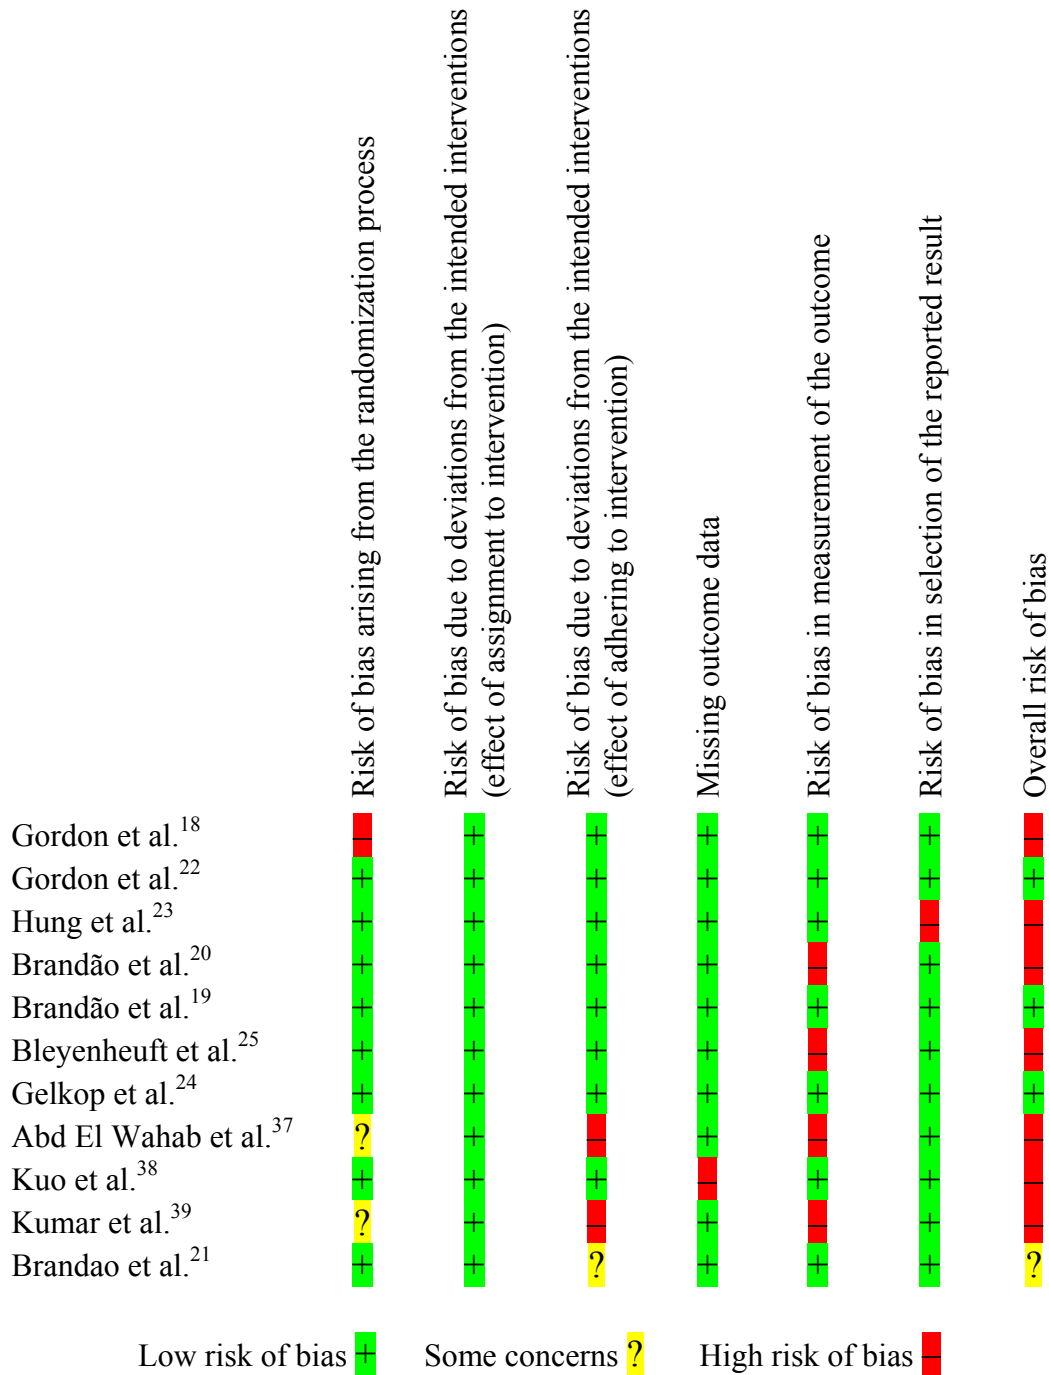 Risk of bias arising from the randomization process
Risk of bias due to deviations from the intended interventions
(effect of assignment to intervention)
Risk of bias due to deviations from the intended interventions
(effect of adhering to intervention)
Missing outcome data
Risk of bias in measurement of the outcome
Risk of bias in selection of the reported result
Overall risk of bias
Gordon et al.18 – + + + + + –
Gordon et al.22 + + + + + + +
Hung et al.23 + + + + + – –
Brandão et al.20 + + + + – + –
Brandão et al.19 + + + + + + +
Bleyenheuft et al.25 + + + + – + –
Gelkop et al.24 + + + + + + +
Abd El Wahab et al.37 ? + – + – + –
Kuo et al.38 + + + – + + –
Kumar et al.39 ? + – + – + –
Brandao et al.21 + + ? + + + ?
Low risk of bias + Some concerns ? High risk of bias –